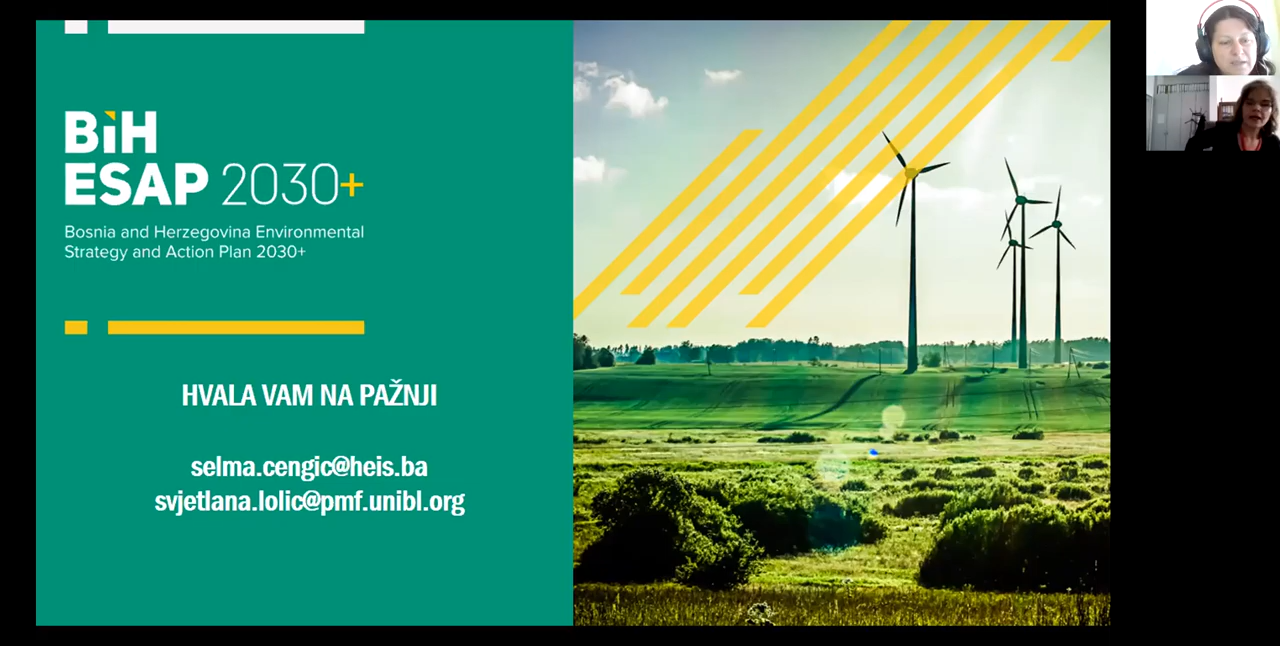 BiH
ESAP 2030+
Bosnia and Herzegovina Environmental
Strategy and Action Plan 2030+
HVALA VAM NA PAŽNJI
selma.cengic@heis.ba
svjetlana.lolic@pmf.unibl.org